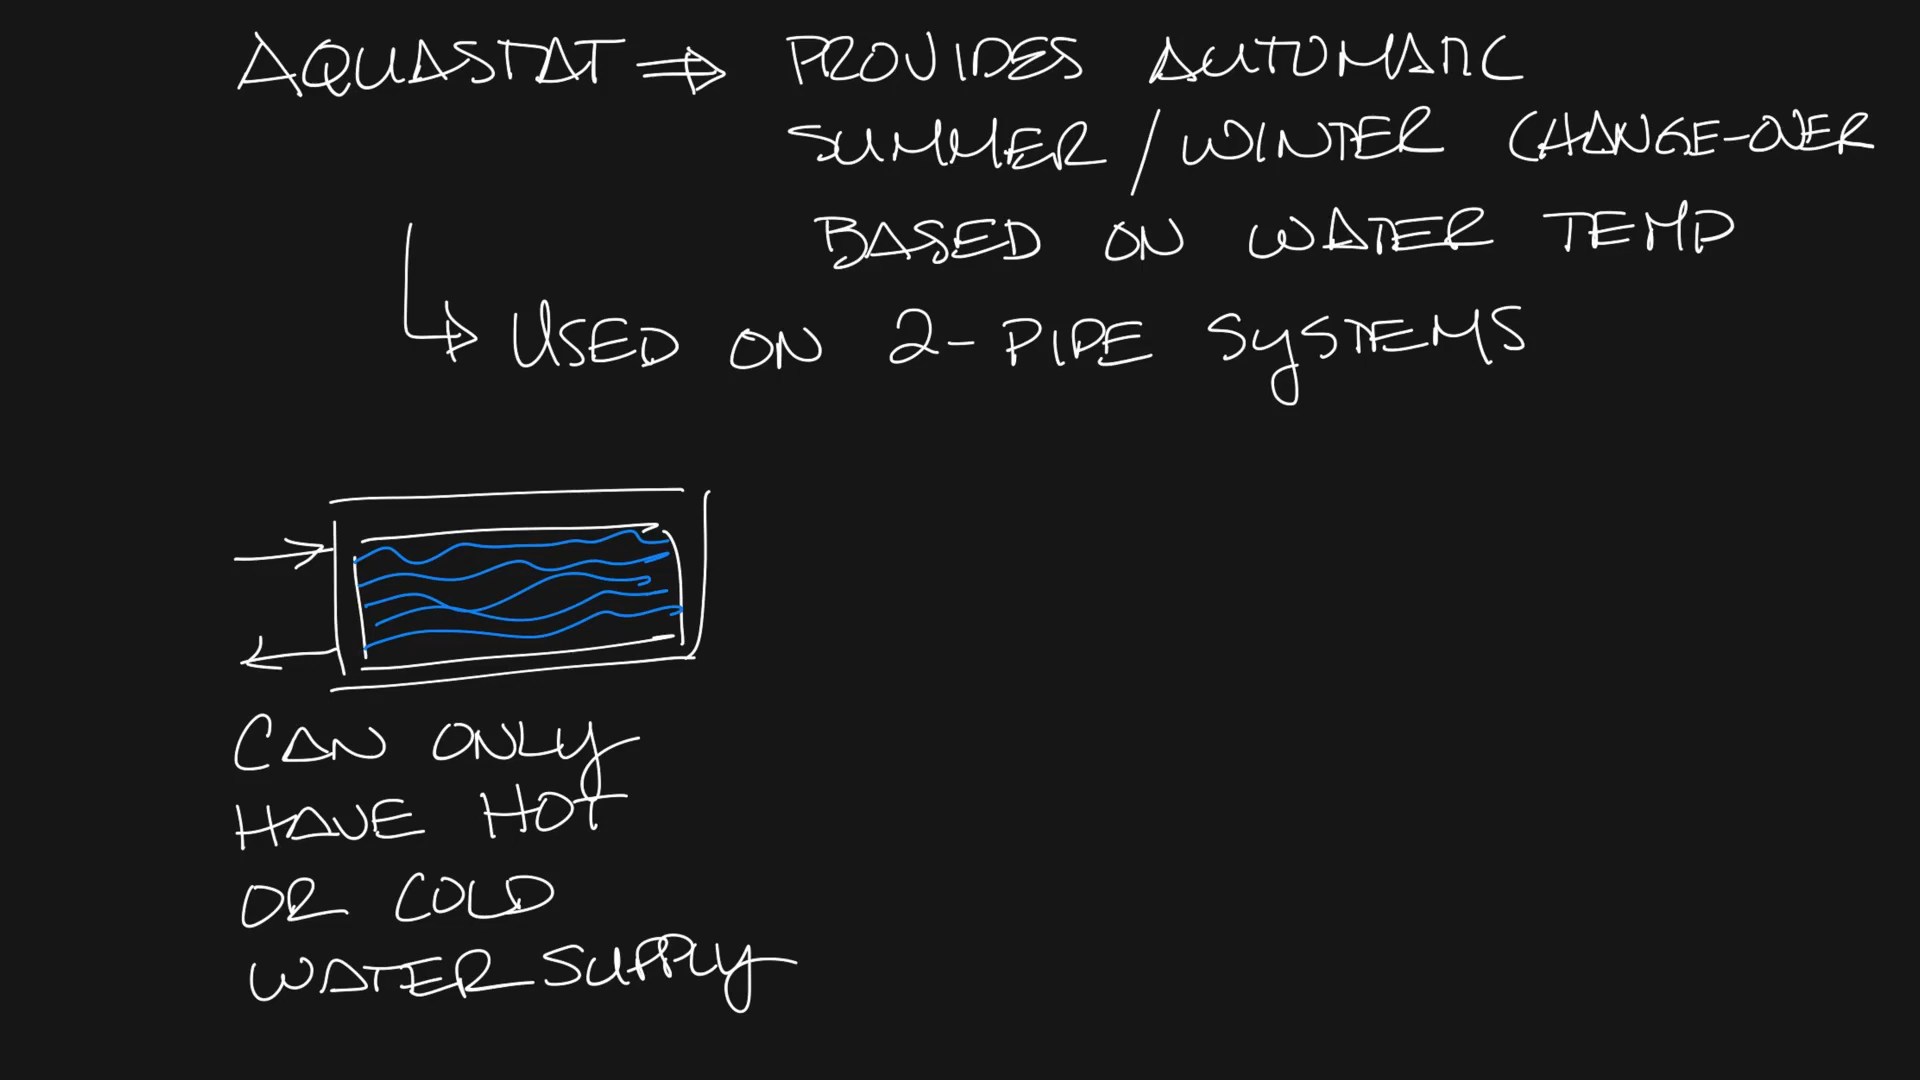 AQUASTAT ⇒ PROVIDES AUTOMATIC
SUMMER / WINTER CHANGE-OVER
BASED ON WATER TEMP
↳ USED ON 2-PIPE SYSTEMS
CAN ONLY
HAVE HOT
OR COLD
WATER SUPPLY